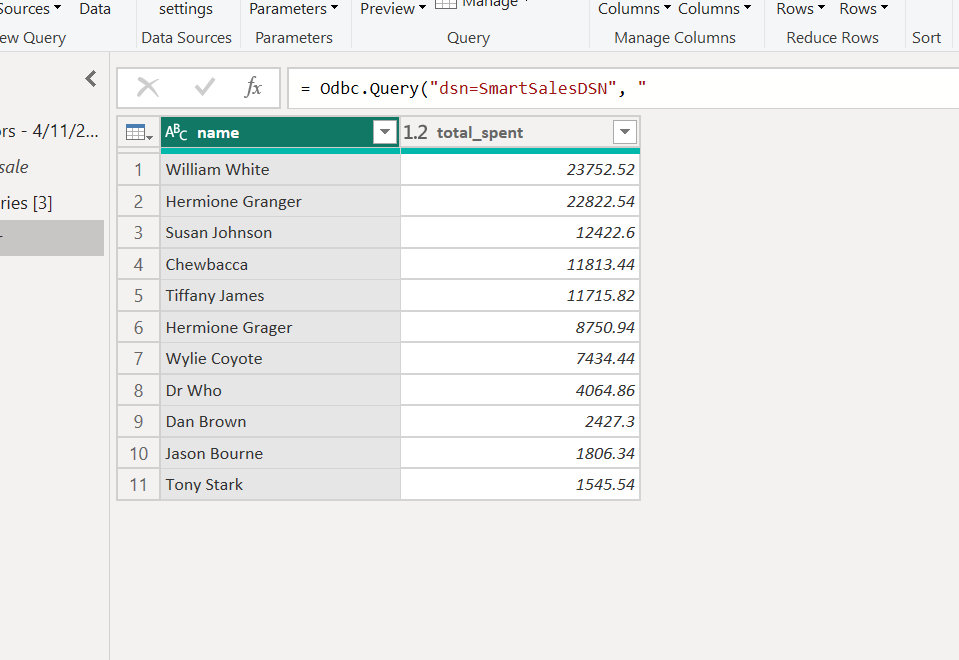 Sources Data settings Parameters Preview Manage Columns Columns Rows Rows
ew Query Data Sources Parameters Query Manage Columns Reduce Rows Sort
fx = Odbc.Query("dsn=SmartSalesDSN", "
ors - 4/11/2...
sale
ries [3]
ABC name 1.2 total_spent
1 William White 23752.52
2 Hermione Granger 22822.54
3 Susan Johnson 12422.6
4 Chewbacca 11813.44
5 Tiffany James 11715.82
6 Hermione Grager 8750.94
7 Wylie Coyote 7434.44
8 Dr Who 4064.86
9 Dan Brown 2427.3
10 Jason Bourne 1806.34
11 Tony Stark 1545.54